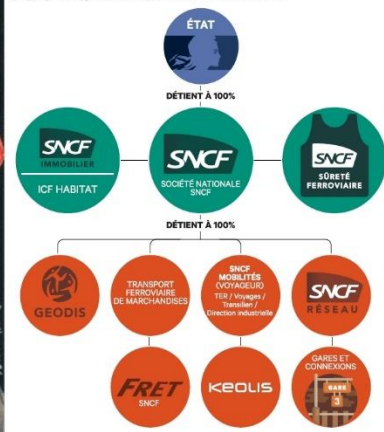 ÉTAT
DÉTIENT À 100%
SNCF
IMMOBILIER
ICF HABITAT
SNCF
SOCIÉTÉ NATIONALE
SNCF
SNCF
SÛRETÉ
FERROVIAIRE
DÉTIENT À 100%
GEODIS
TRANSPORT
FERROVIAIRE
DE MARCHANDISES
SNCF
MOBILITÉS
(VOYAGEUR)
TER / Voyages /
Transilien /
Direction industrielle
SNCF
RÉSEAU
FRET
SNCF
KEOLIS
GARES ET
CONNEXIONS
GARE
3